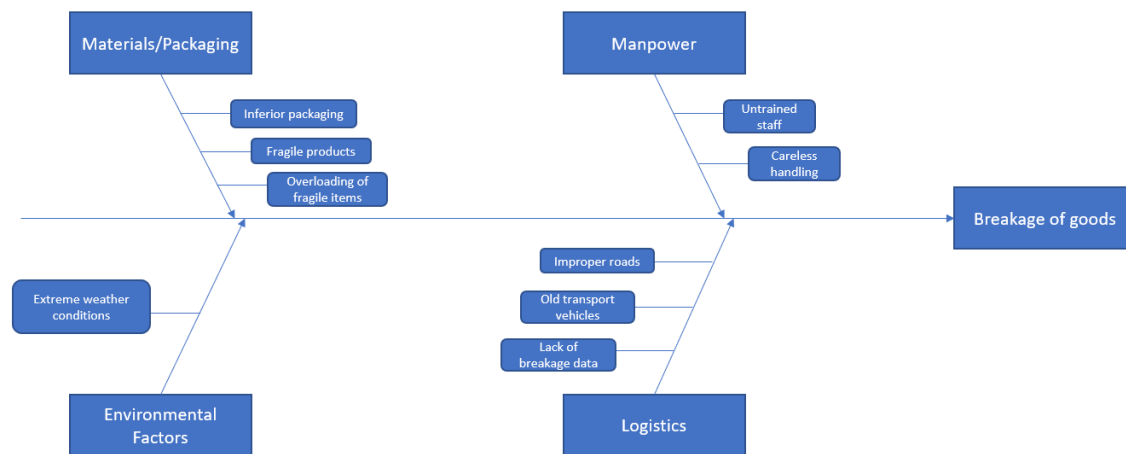 Materials/Packaging
Manpower
Inferior packaging
Untrained
staff
Fragile products
Careless
handling
Overloading of
fragile items
Breakage of goods
Improper roads
Extreme weather
conditions
Old transport
vehicles
Lack of
breakage data
Environmental
Factors
Logistics